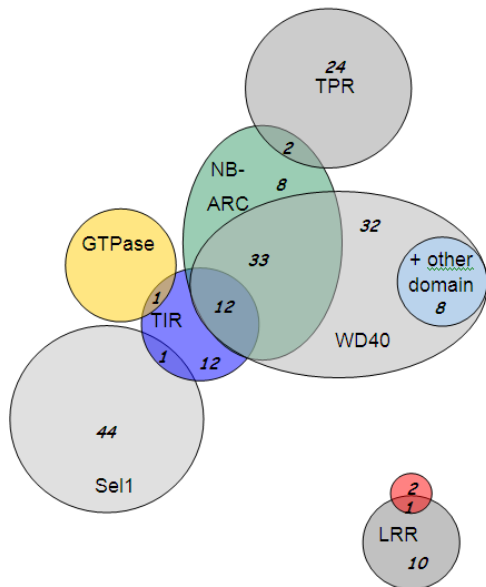 24
TPR
2
NB-
8
ARC
32
GTPase
33
+ other
domain
8
1
TIR
12
WD40
1
12
44
Sel1
2
1
LRR
10